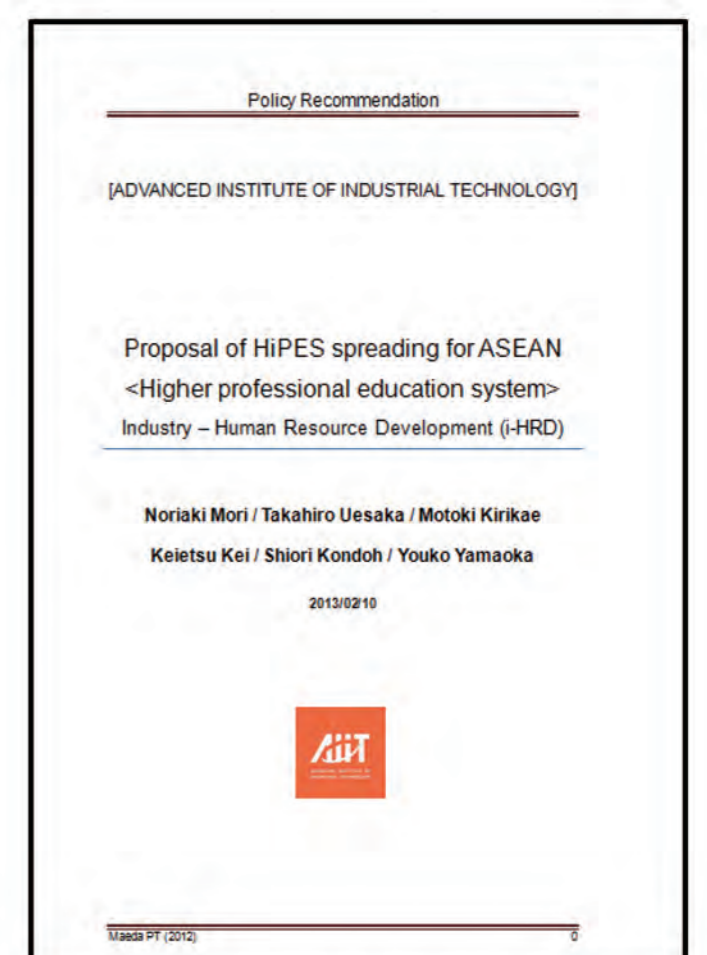 Policy Recommendation
[ADVANCED INSTITUTE OF INDUSTRIAL TECHNOLOGY]
Proposal of HiPES spreading for ASEAN
<Higher professional education system>
Industry – Human Resource Development (i-HRD)
Noriaki Mori / Takahiro Uesaka / Motoki Kirikae
Keietsu Kei / Shiori Kondoh / Youko Yamaoka
2013/02/10
AIIT
Maeda PT (2012) 0